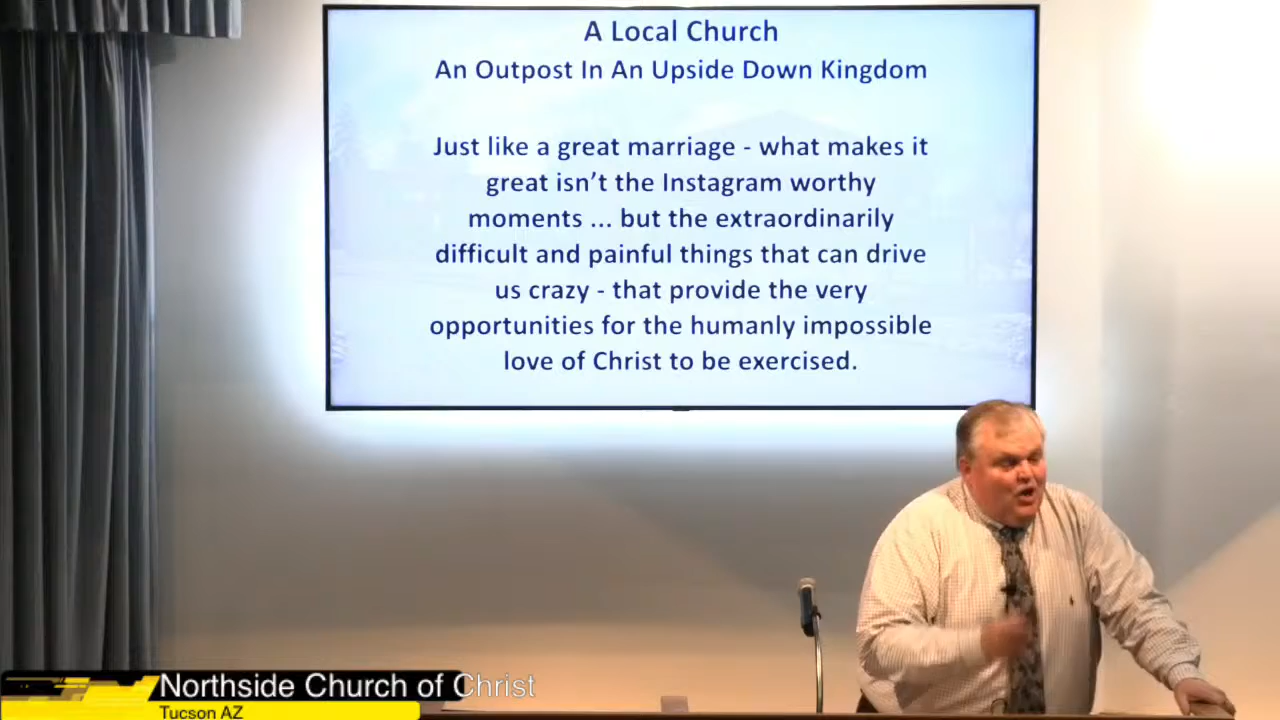 A Local Church
An Outpost In An Upside Down Kingdom
Just like a great marriage - what makes it
great isn’t the Instagram worthy
moments ... but the extraordinarily
difficult and painful things that can drive
us crazy - that provide the very
opportunities for the humanly impossible
love of Christ to be exercised.
Northside Church of Christ
Tucson AZ